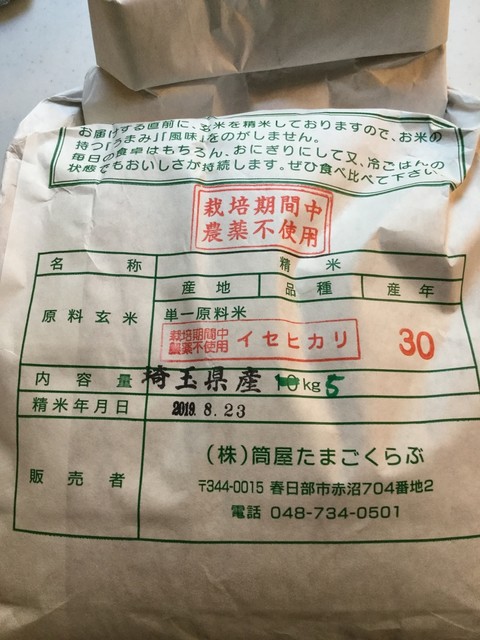 お届けする直前に、玄米を精米しておりますので、お米の
持つ「うまみ」「風味」をのがしません。
毎日の食卓はもちろん、おにぎりにして又、冷ごはんの
状態でもおいしさが持続します。ぜひ食べ比べて下さい。
栽培期間中
農薬不使用
名称 精米
原料玄米 産地 品種 産年
単一原料米
栽培期間中
農薬不使用 イセヒカリ 30
内容量 埼玉県産 10kg 5
精米年月日 2019.8.23
販売者 (株)筒屋たまごくらぶ
〒344-0015 春日部市赤沼704番地2
電話 048-734-0501